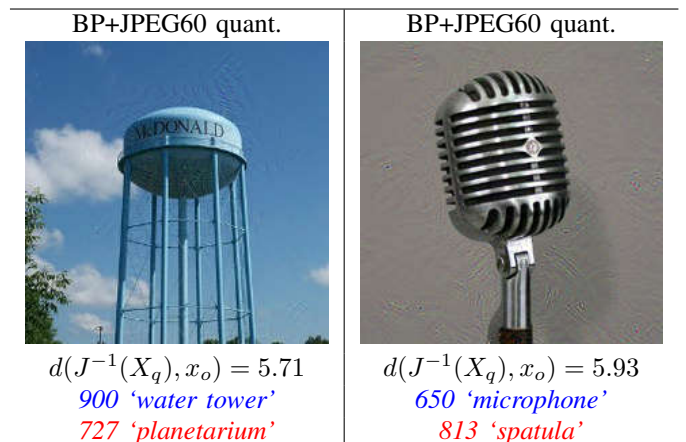 BP+JPEG60 quant.
McDONALD
d(J⁻¹(X_q), x_o) = 5.71
900 ‘water tower’
727 ‘planetarium’
BP+JPEG60 quant.
d(J⁻¹(X_q), x_o) = 5.93
650 ‘microphone’
813 ‘spatula’